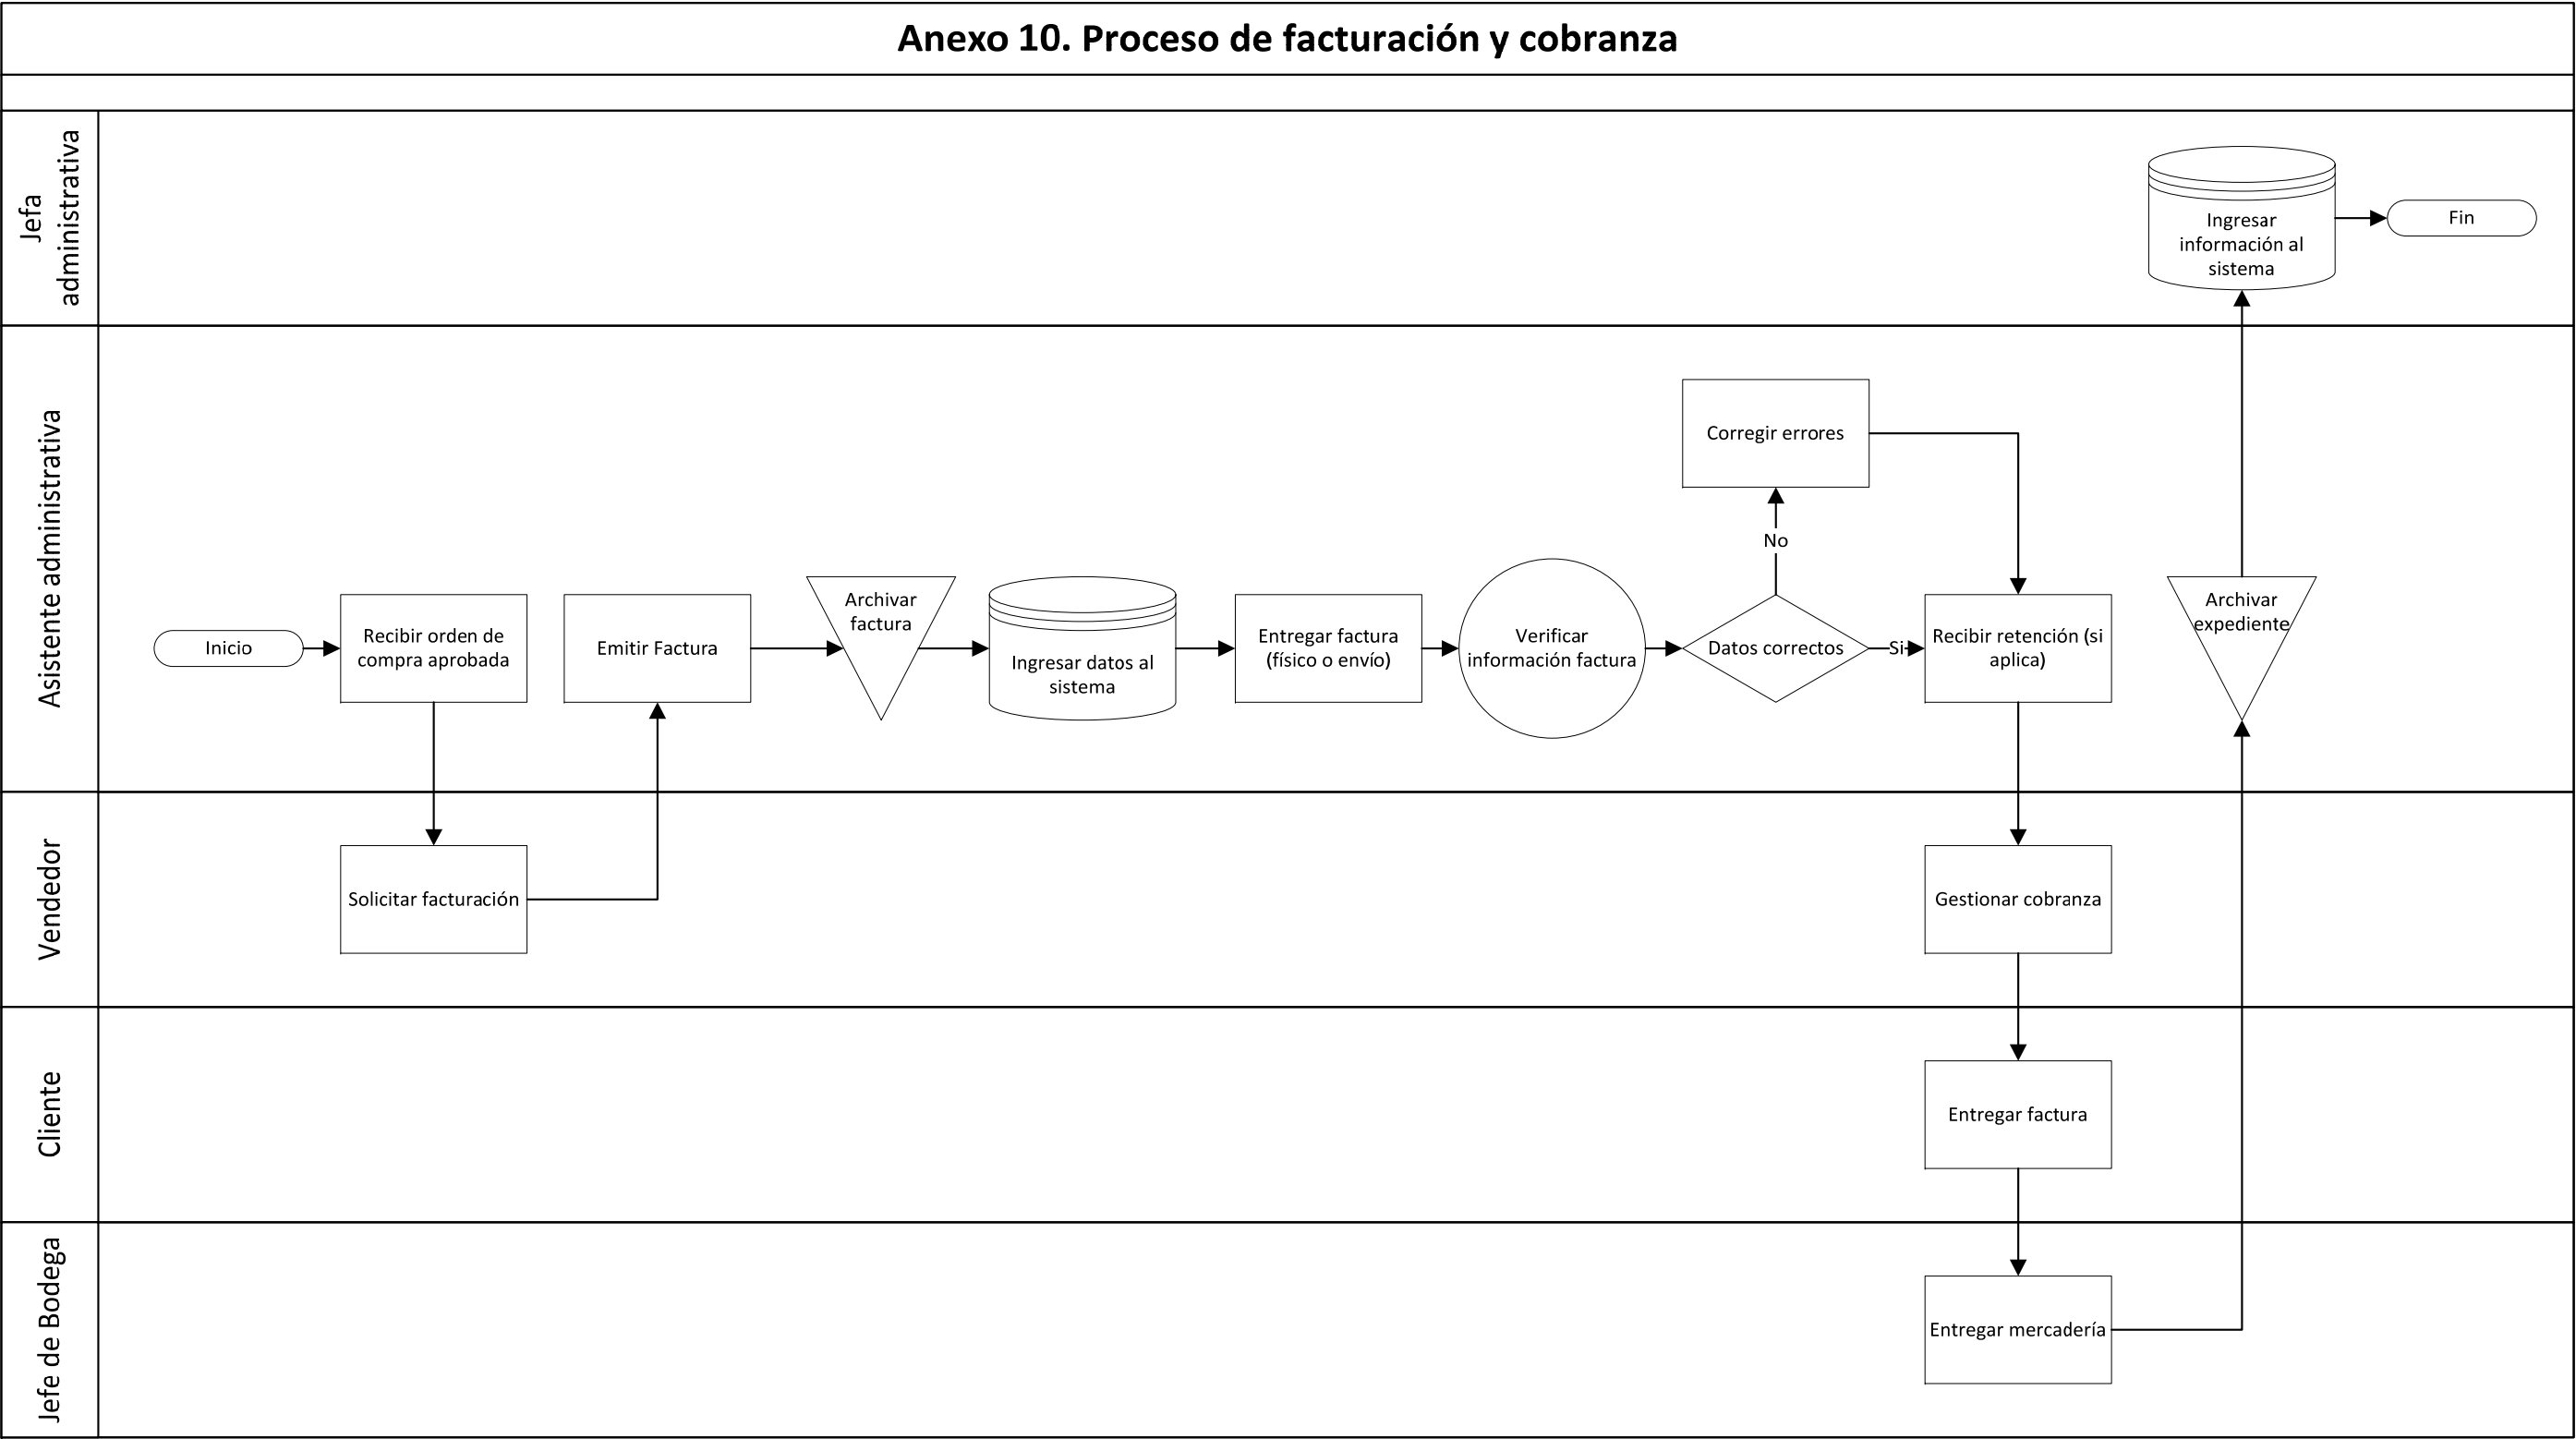 Anexo 10. Proceso de facturación y cobranza
Jefa
administrativa
Ingresar
información al
sistema
Fin
Asistente administrativa
Inicio
Recibir orden de
compra aprobada
Emitir Factura
Archivar
factura
Ingresar datos al
sistema
Entregar factura
(físico o envío)
Verificar
información factura
Datos correctos
No
Corregir errores
Si
Recibir retención (si
aplica)
Archivar
expediente
Vendedor
Solicitar facturación
Gestionar cobranza
Cliente
Entregar factura
Jefe de Bodega
Entregar mercadería